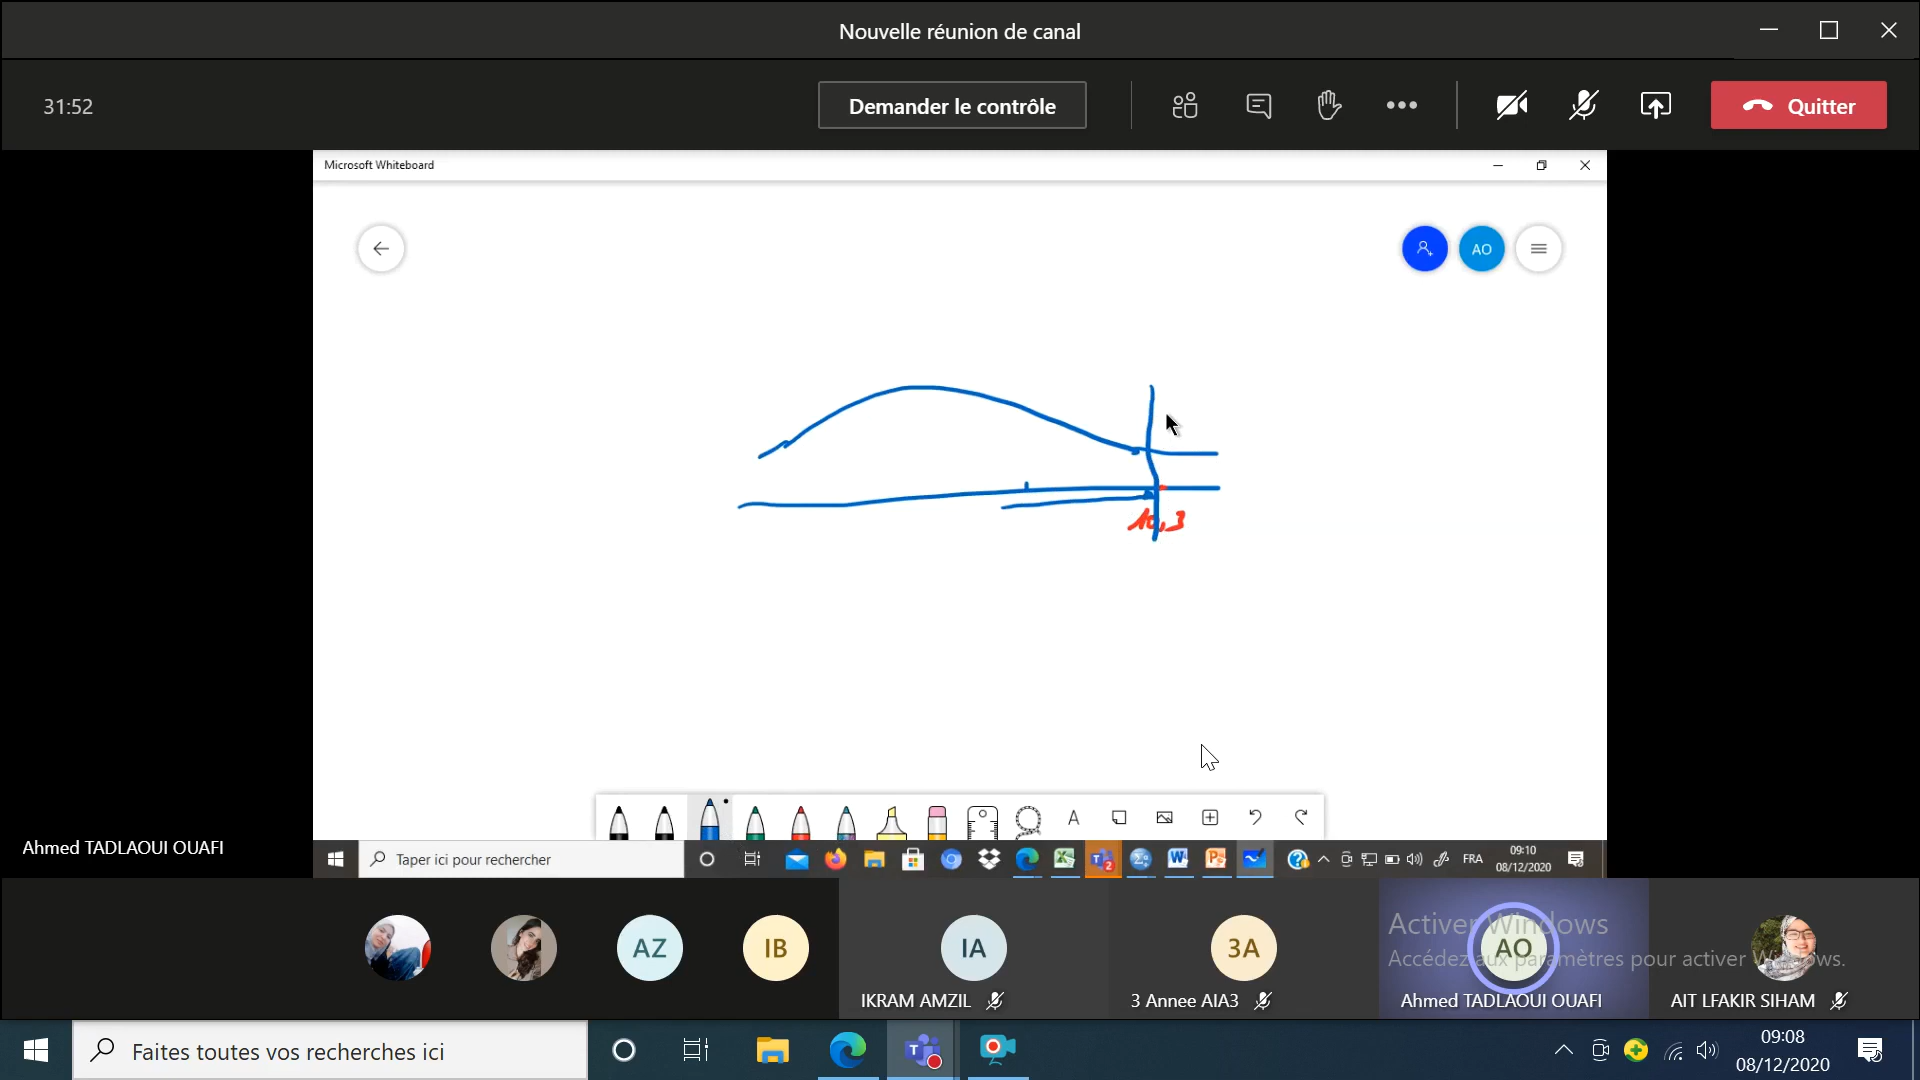 Nouvelle réunion de canal
31:52
Demander le contrôle
Quitter
Microsoft Whiteboard
AO
10,3
A
Ahmed TADLAOUI OUAFI
Taper ici pour rechercher
2
FRA
09:10
08/12/2020
AZ
IB
IA
3A
AO
Activer Windows
Accédez aux paramètres pour activer Windows.
IKRAM AMZIL
3 Annee AIA3
Ahmed TADLAOUI OUAFI
AIT LFAKIR SIHAM
Faites toutes vos recherches ici
09:08
08/12/2020